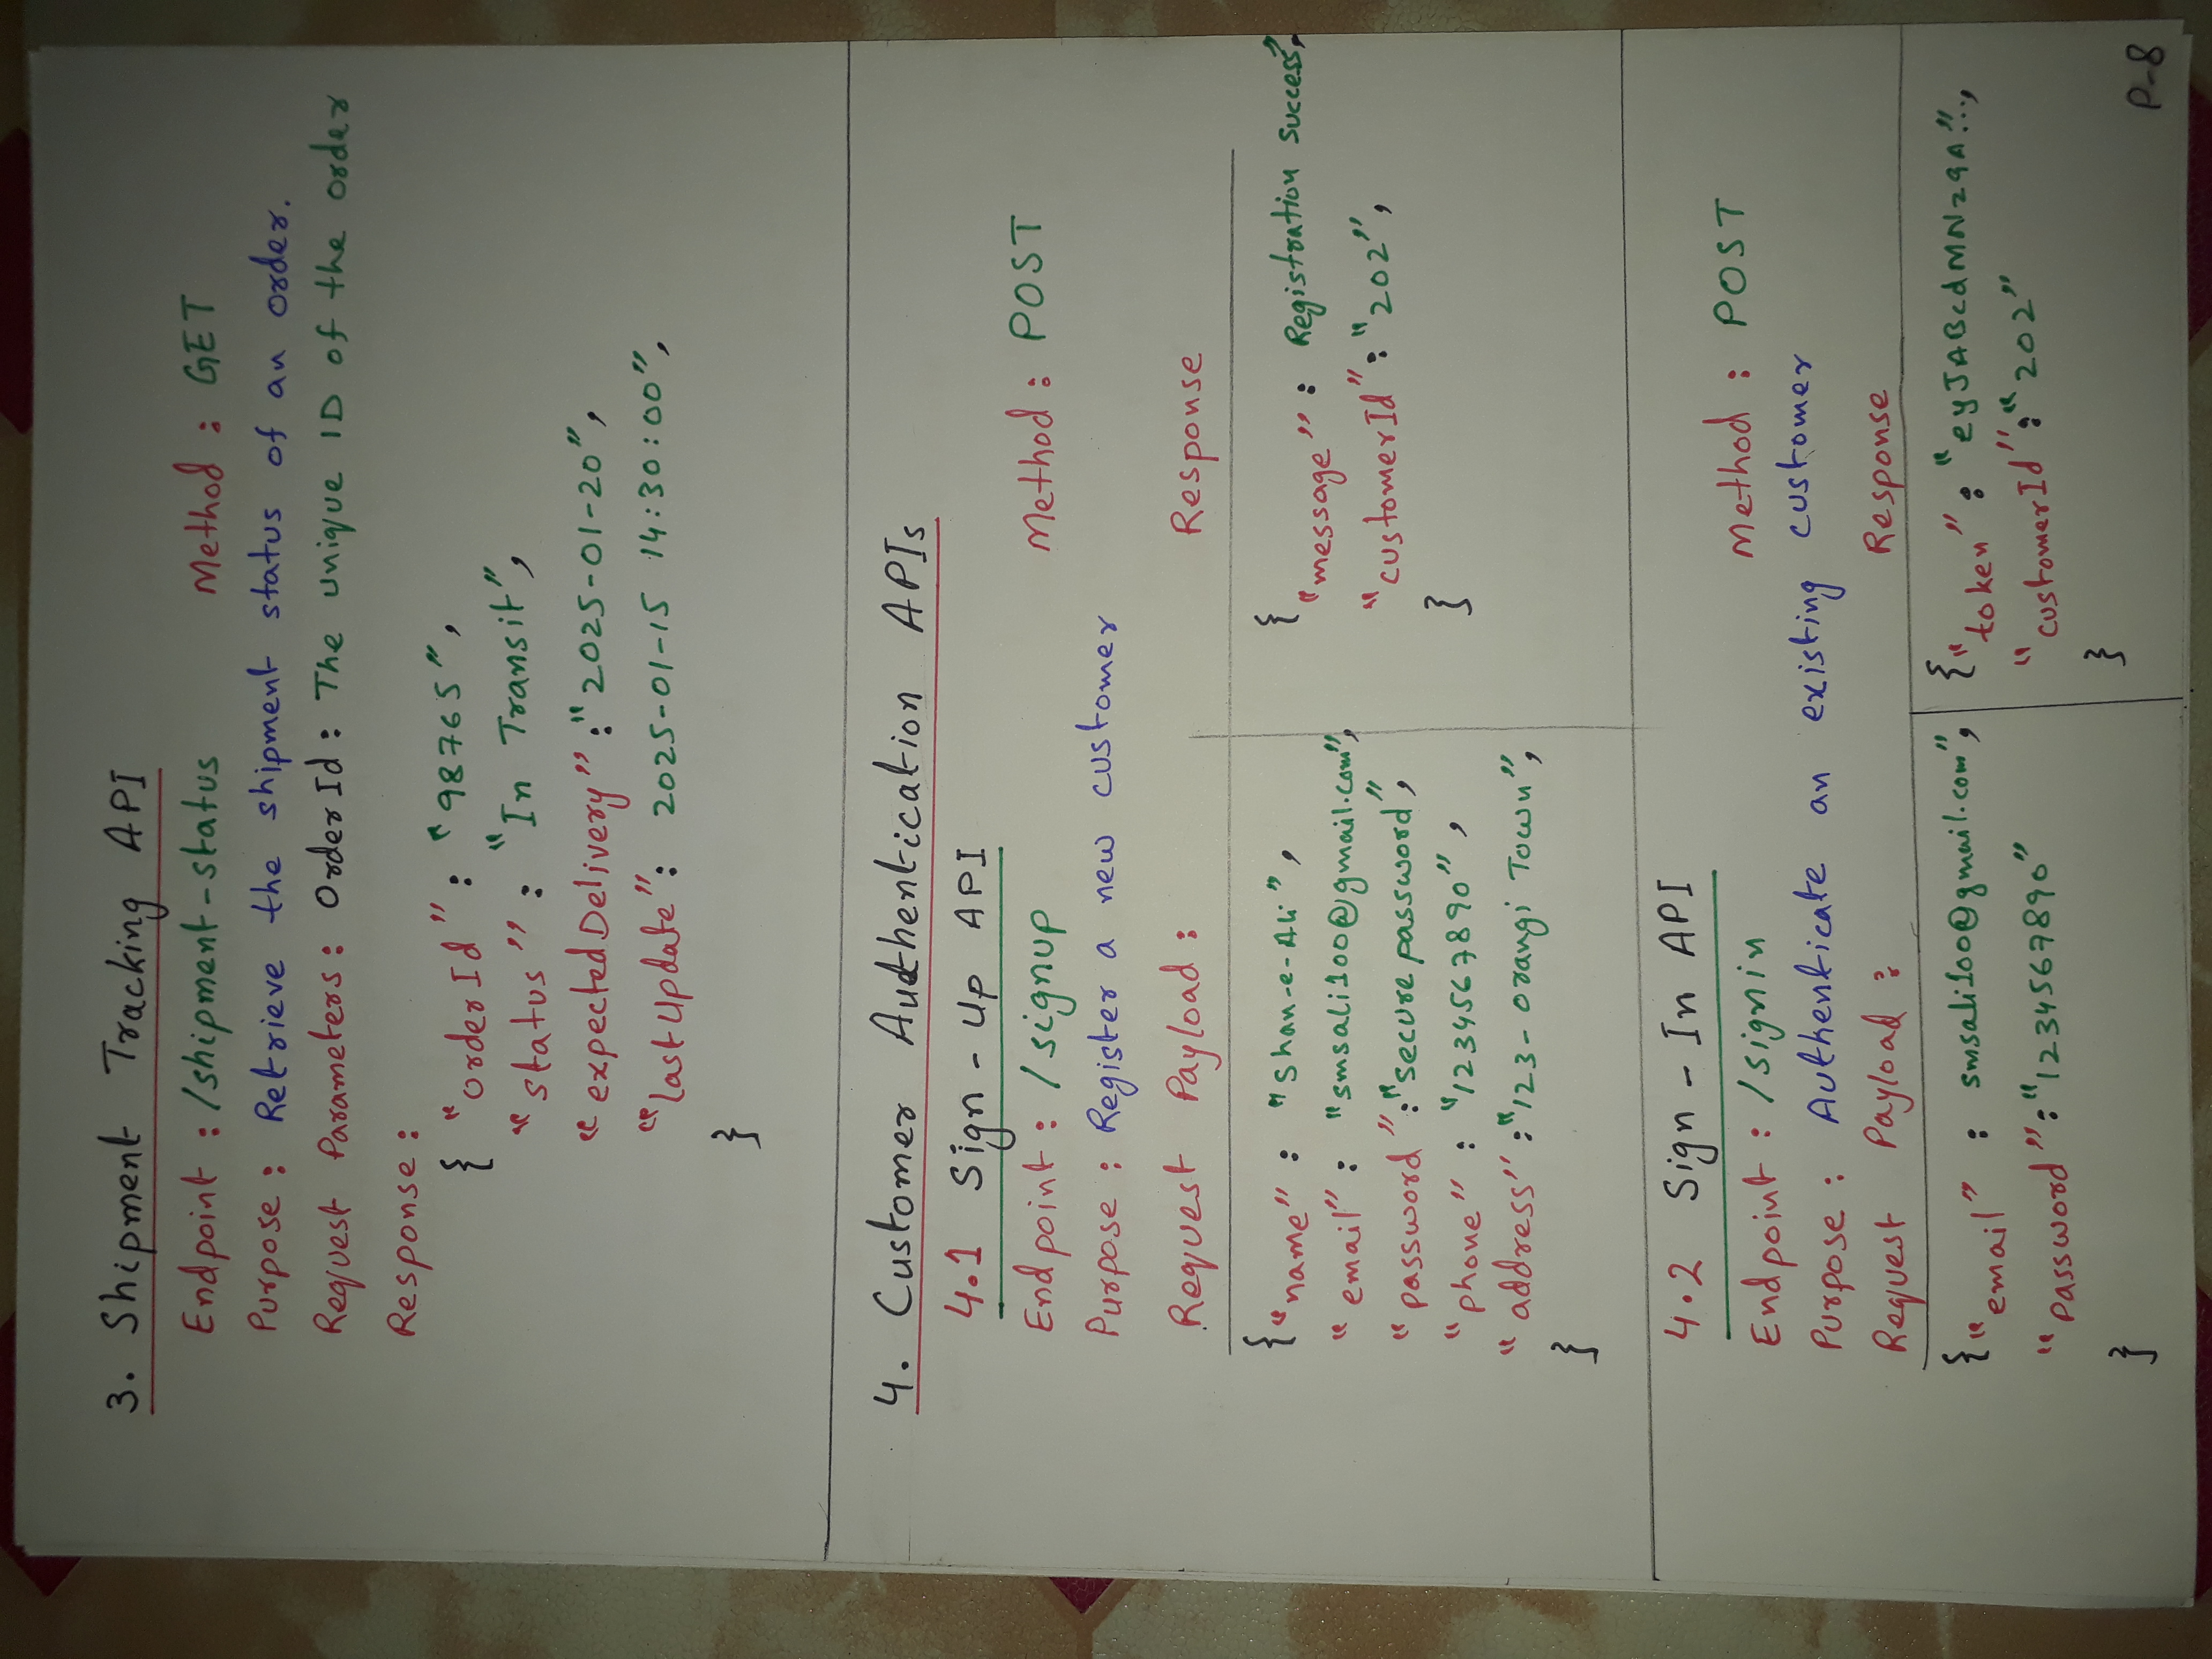 3. Shipment Tracking API
Endpoint : /shipment-status Method : GET
Purpose : Retrieve the shipment status of an order.
Request Parameters : OrderId : The unique ID of the order
Response :
{ "orderId" : "98765",
"status" : "In Transit",
"expectedDelivery" : "2025-01-20",
"lastUpdate" : 2025-01-15 14:30:00",
}
4. Customer Authentication APIs
4.1 Sign-Up API
Endpoint : /signup Method : POST
Purpose : Register a new customer
Request Payload : Response
{ "name" : "Shan-e-Ali", {
"message" : Registration Success",
"email" : "smsali100@gmail.com",
"customerId" : "202",
"password" : "secure password",
"phone" : "1234567890", }
"address" : "123-orangi Town",
}
4.2 Sign-In API
Endpoint : /signin Method : POST
Purpose : Authenticate an existing customer
Request Payload : Response
{ "email" : smsali100@gmail.com", { "token" : "eyJABcdMNz9A!!..,
"password" : "1234567890" "customerId" : "202"
} }
P-8